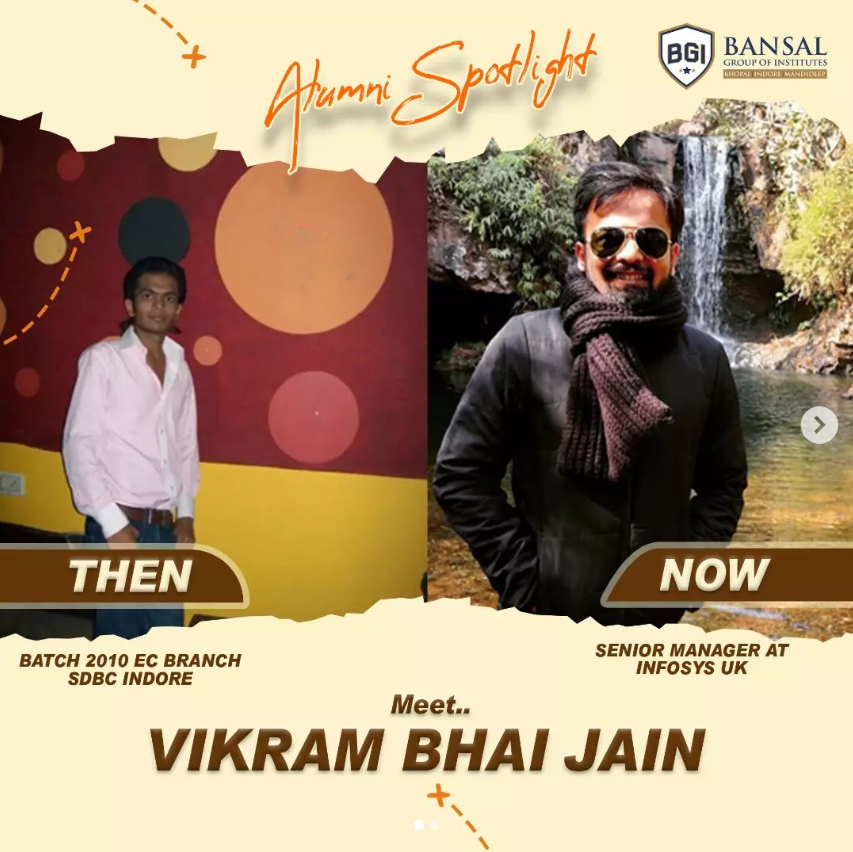 Alumni Spotlight
BGI
BANSAL
GROUP OF INSTITUTES
BHOPAL INDORE MANDIDEEP
THEN
NOW
BATCH 2010 EC BRANCH
SDBC INDORE
SENIOR MANAGER AT
INFOSYS UK
Meet..
VIKRAM BHAI JAIN